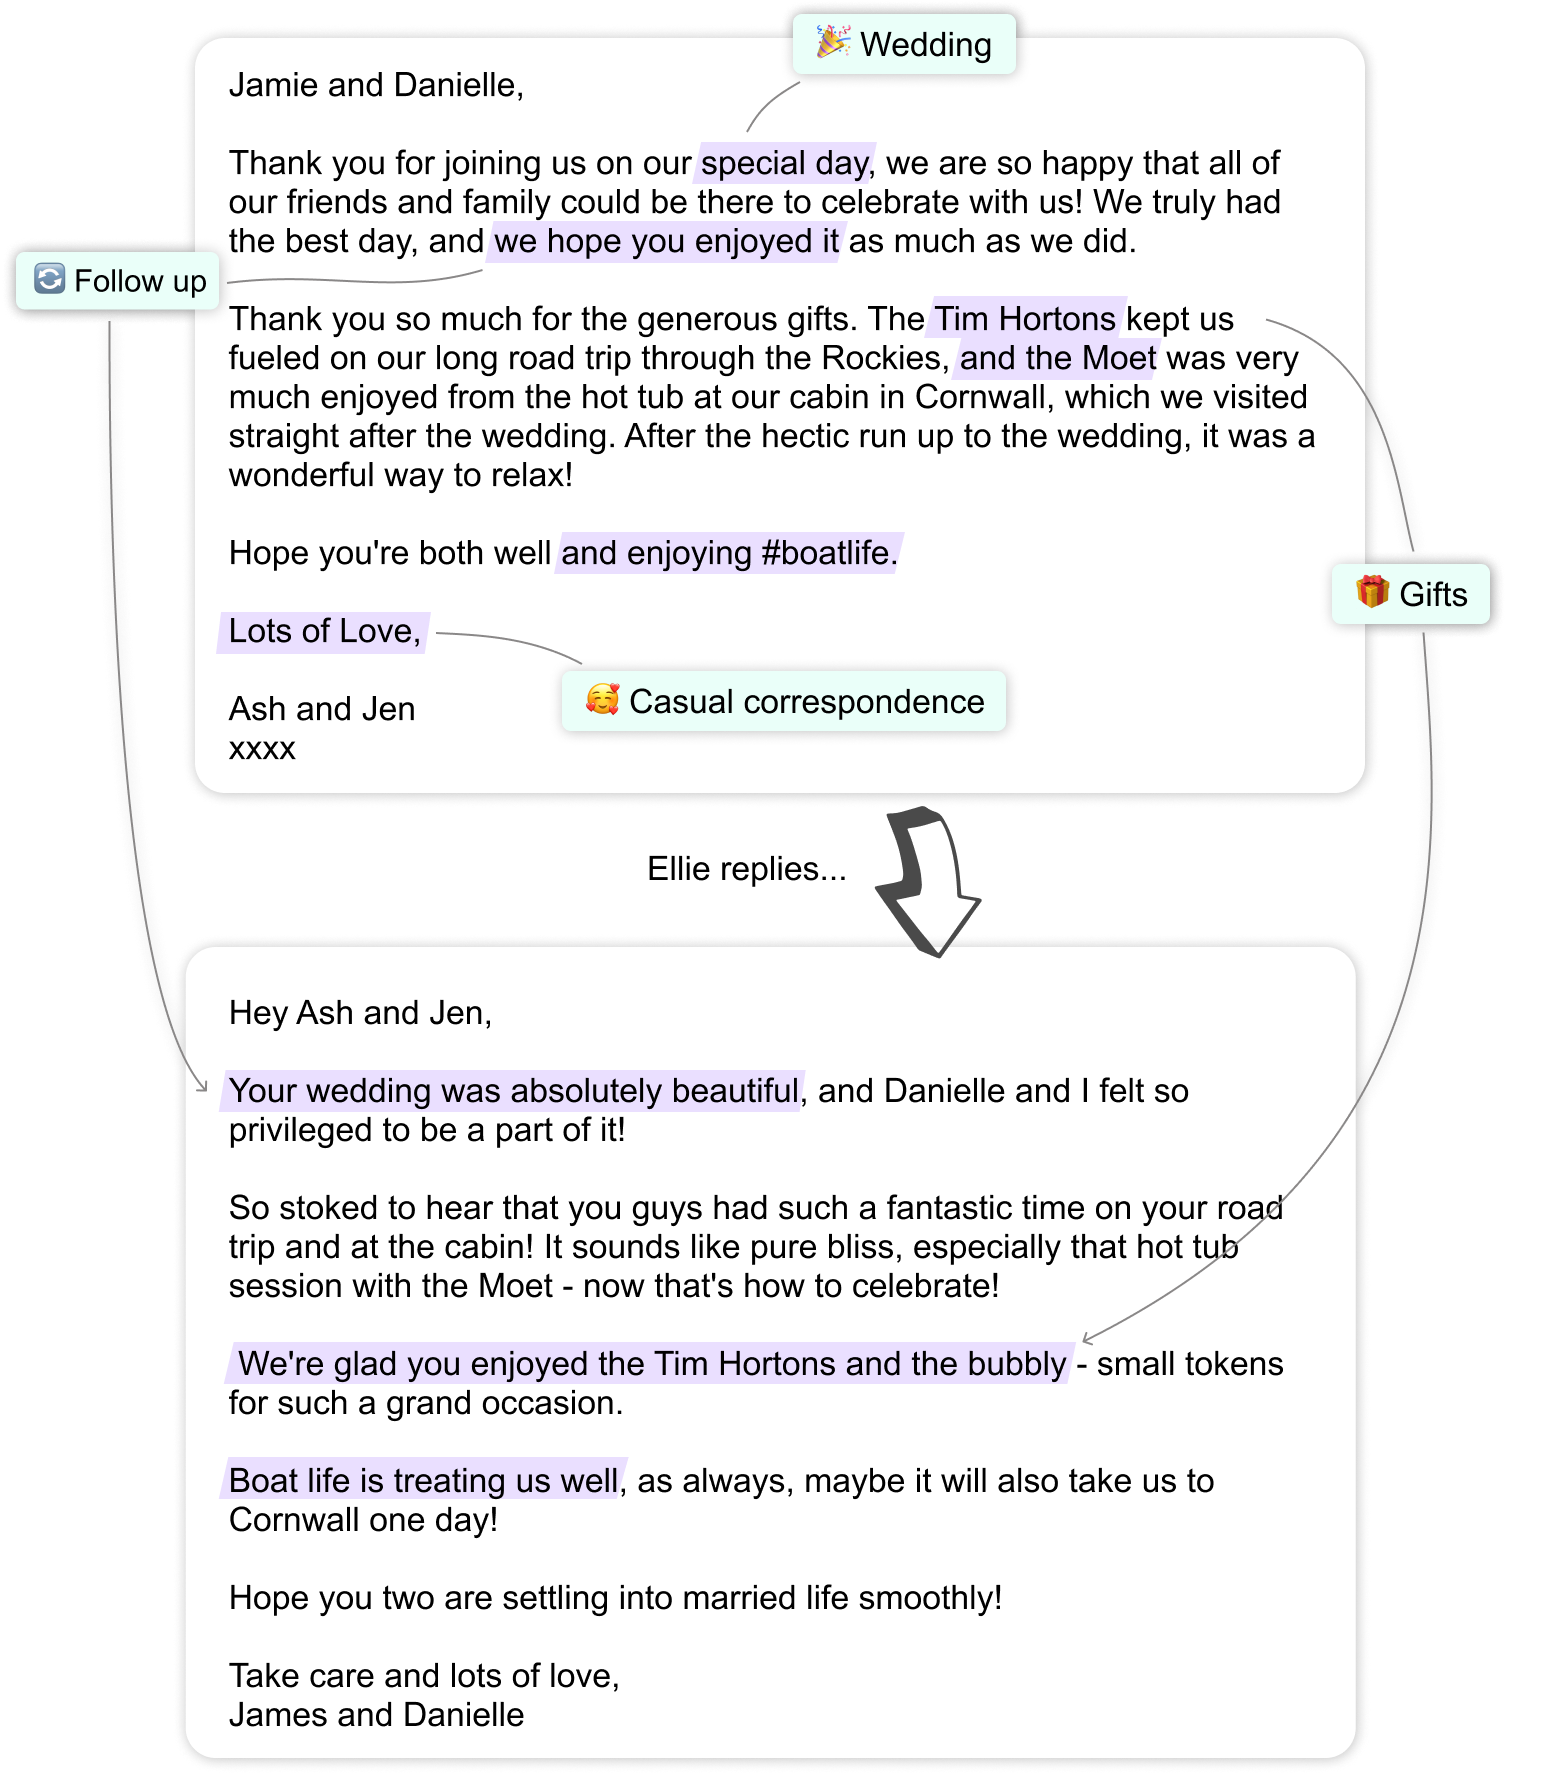 🎉 Wedding
Jamie and Danielle,
Thank you for joining us on our special day, we are so happy that all of
our friends and family could be there to celebrate with us! We truly had
the best day, and we hope you enjoyed it as much as we did.
🔄 Follow up
Thank you so much for the generous gifts. The Tim Hortons kept us
fueled on our long road trip through the Rockies, and the Moet was very
much enjoyed from the hot tub at our cabin in Cornwall, which we visited
straight after the wedding. After the hectic run up to the wedding, it was a
wonderful way to relax!
Hope you're both well and enjoying #boatlife.
🎁 Gifts
Lots of Love,
🥰 Casual correspondence
Ash and Jen
xxxx
Ellie replies...
Hey Ash and Jen,
Your wedding was absolutely beautiful, and Danielle and I felt so
privileged to be a part of it!
So stoked to hear that you guys had such a fantastic time on your road
trip and at the cabin! It sounds like pure bliss, especially that hot tub
session with the Moet - now that's how to celebrate!
We're glad you enjoyed the Tim Hortons and the bubbly - small tokens
for such a grand occasion.
Boat life is treating us well, as always, maybe it will also take us to
Cornwall one day!
Hope you two are settling into married life smoothly!
Take care and lots of love,
James and Danielle